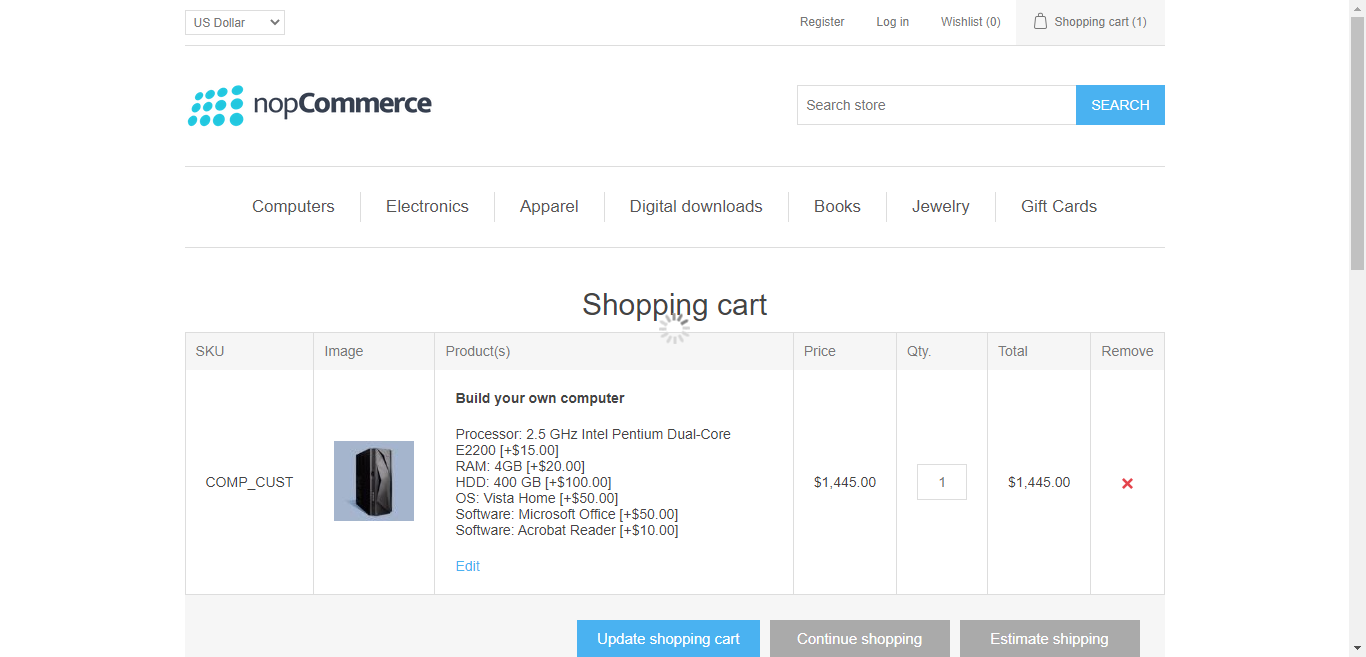 US Dollar
Register
Log in
Wishlist (0)
Shopping cart (1)
nopCommerce
Search store
SEARCH
Computers
Electronics
Apparel
Digital downloads
Books
Jewelry
Gift Cards
Shopping cart
SKU
Image
Product(s)
Price
Qty.
Total
Remove
COMP_CUST
Build your own computer
Processor: 2.5 GHz Intel Pentium Dual-Core
E2200 [+$15.00]
RAM: 4GB [+$20.00]
HDD: 400 GB [+$100.00]
OS: Vista Home [+$50.00]
Software: Microsoft Office [+$50.00]
Software: Acrobat Reader [+$10.00]
Edit
$1,445.00
1
$1,445.00
Update shopping cart
Continue shopping
Estimate shipping